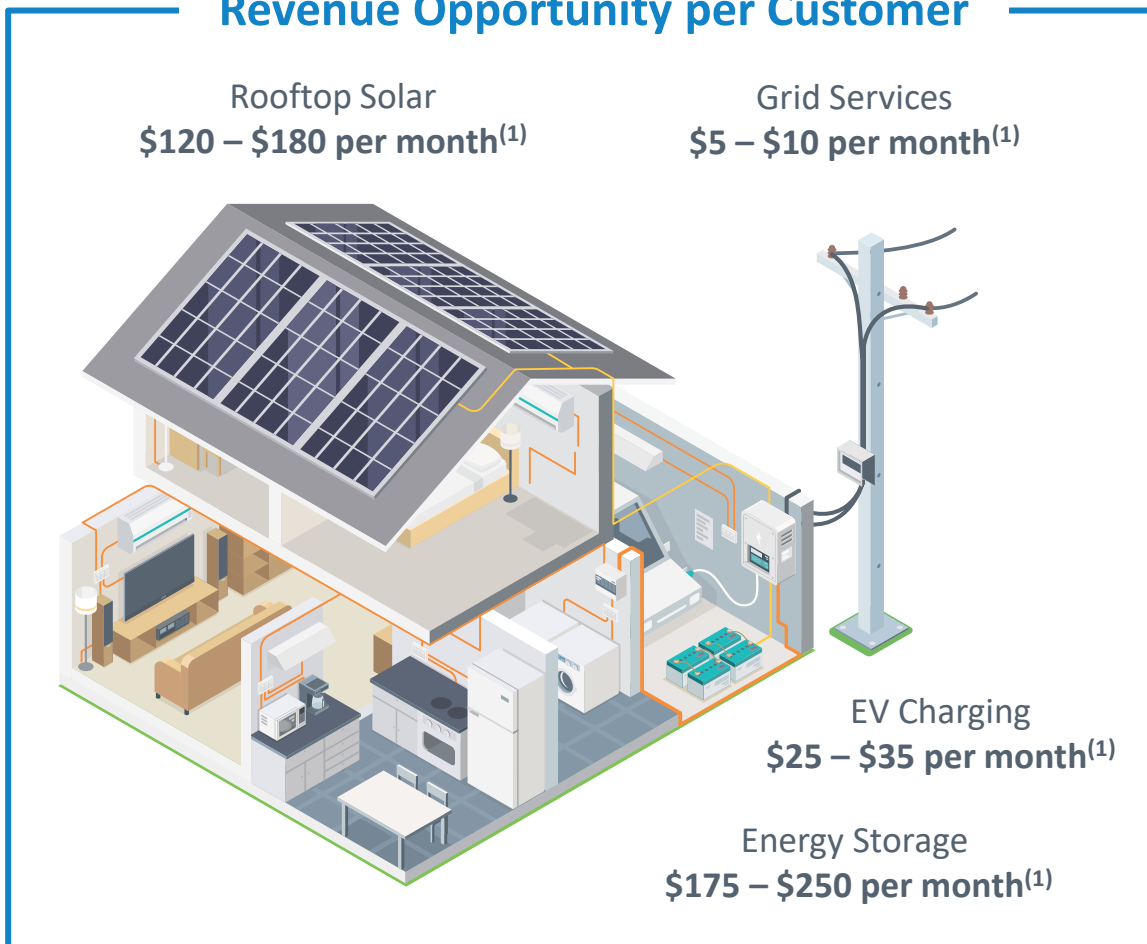 Revenue Opportunity per Customer
Rooftop Solar
$120 – $180 per month(1)
Grid Services
$5 – $10 per month(1)
EV Charging
$25 – $35 per month(1)
Energy Storage
$175 – $250 per month(1)